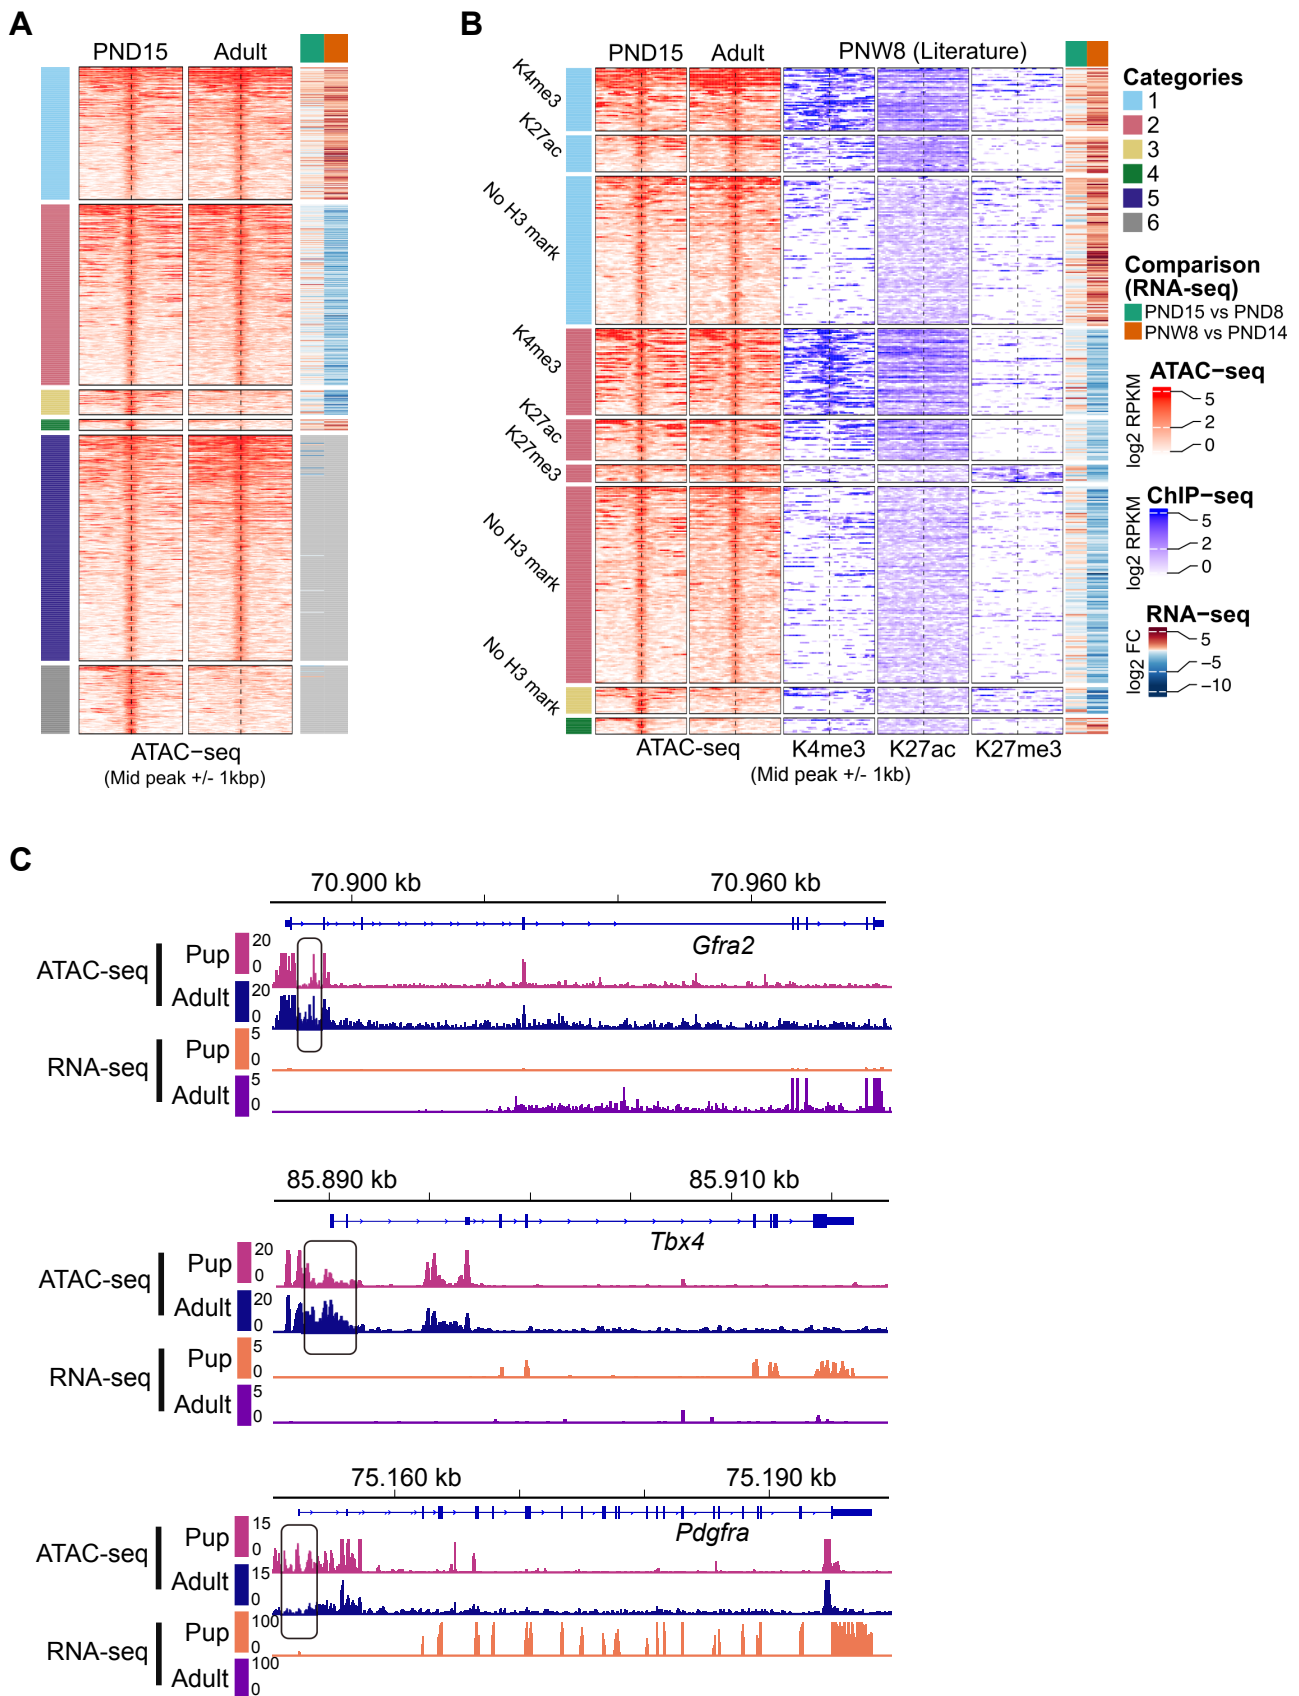 A
PND15
Adult
ATAC−seq
(Mid peak +/- 1kbp)
B
PND15
Adult
PNW8 (Literature)
K4me3
K27ac
No H3 mark
K4me3
K27ac
K27me3
No H3 mark
No H3 mark
ATAC-seq
K4me3
K27ac
K27me3
(Mid peak +/- 1kb)
Categories
1
2
3
4
5
6
Comparison
(RNA-seq)
PND15 vs PND8
PNW8 vs PND14
ATAC−seq
log2 RPKM
5
2
0
ChIP−seq
log2 RPKM
5
2
0
RNA−seq
log2 FC
5
−5
−10
C
70.900 kb
70.960 kb
Gfra2
ATAC-seq
Pup
20
0
Adult
20
0
RNA-seq
Pup
5
0
Adult
5
0
85.890 kb
85.910 kb
Tbx4
ATAC-seq
Pup
20
0
Adult
20
0
RNA-seq
Pup
5
0
Adult
5
0
75.160 kb
75.190 kb
Pdgfra
ATAC-seq
Pup
15
0
Adult
15
0
RNA-seq
Pup
100
0
Adult
100
0